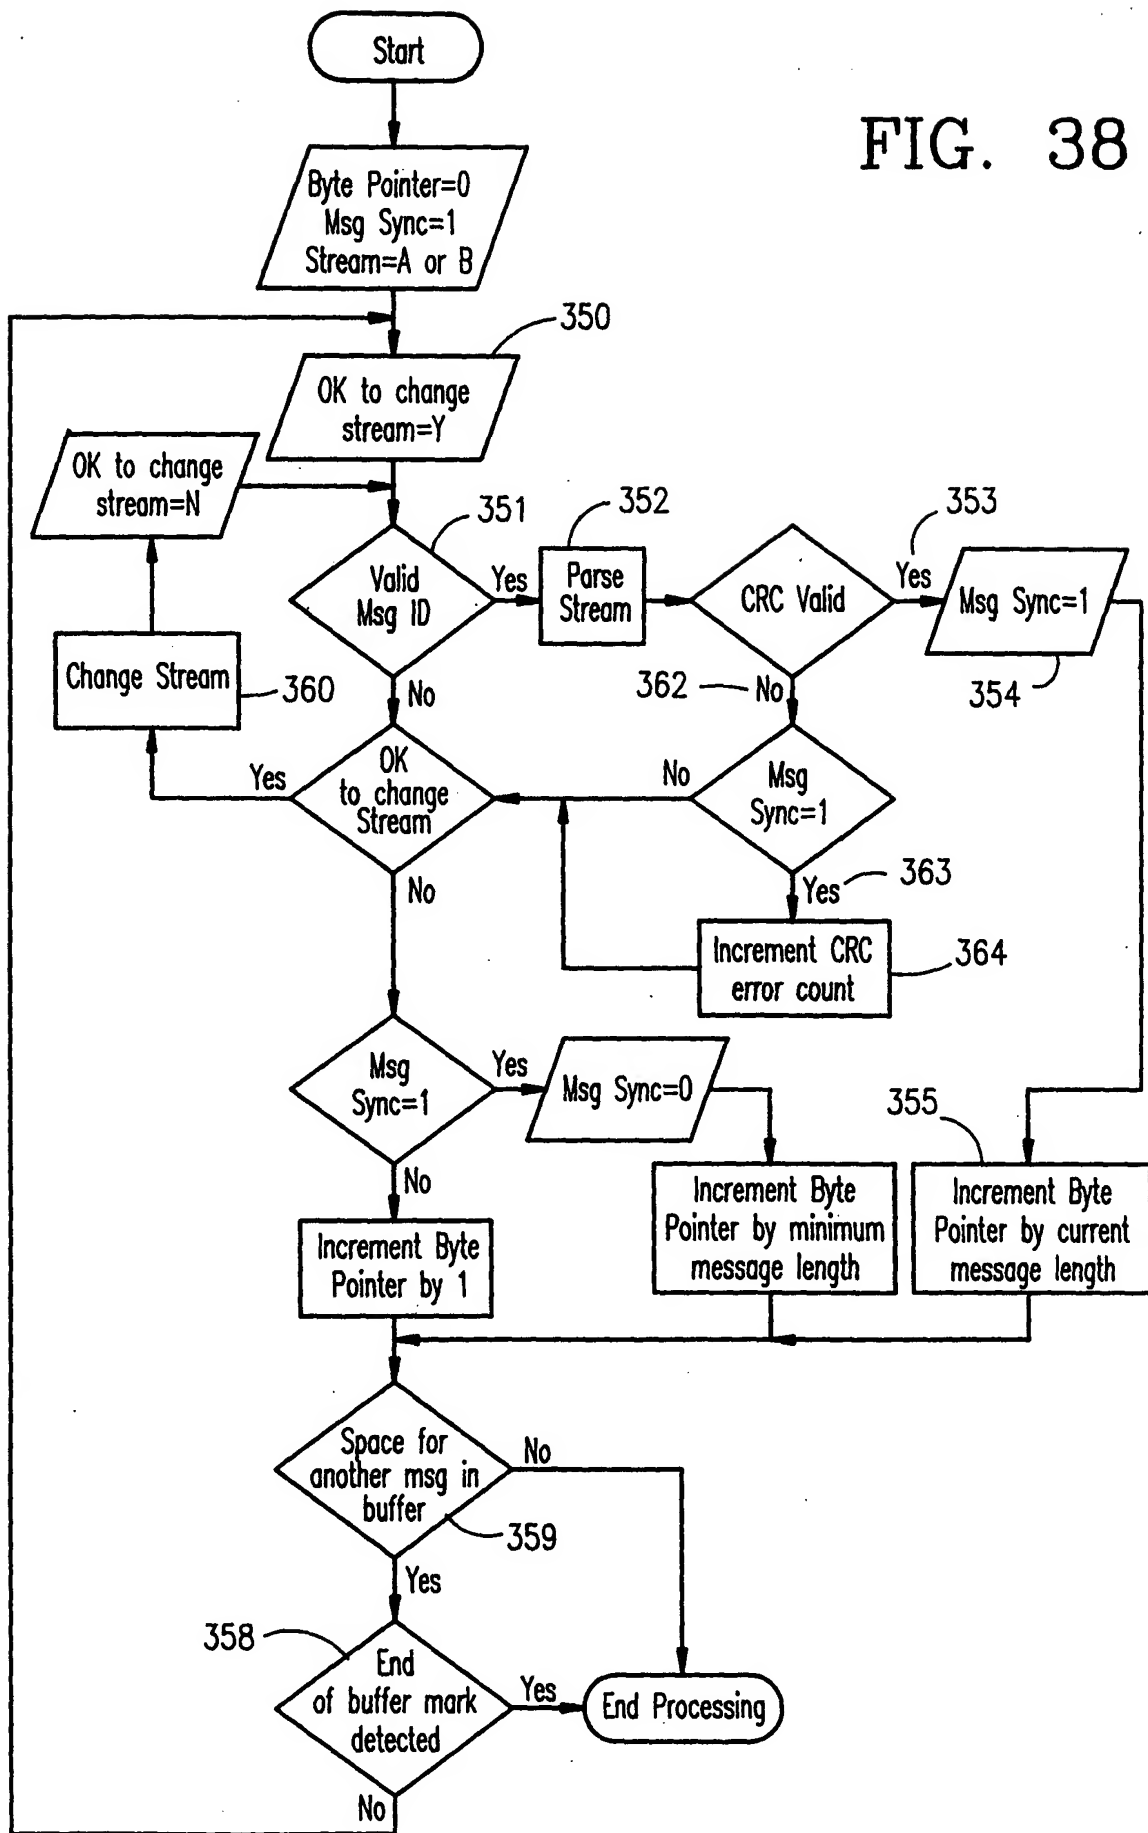 Start
FIG. 38
Byte Pointer=0
Msg Sync=1
Stream=A or B
350
OK to change
stream=Y
OK to change
stream=N
351
352
353
Valid
Msg ID
Yes
Parse
Stream
CRC Valid
Yes
Msg Sync=1
354
Change Stream
360
No
362
No
OK
to change
Stream
Yes
No
No
Msg
Sync=1
Yes
363
Increment CRC
error count
364
Msg
Sync=1
Yes
No
Msg Sync=0
355
Increment Byte
Pointer by 1
Increment Byte
Pointer by minimum
message length
Increment Byte
Pointer by current
message length
Space for
another msg in
buffer
No
359
Yes
358
End
of buffer mark
detected
Yes
End Processing
No